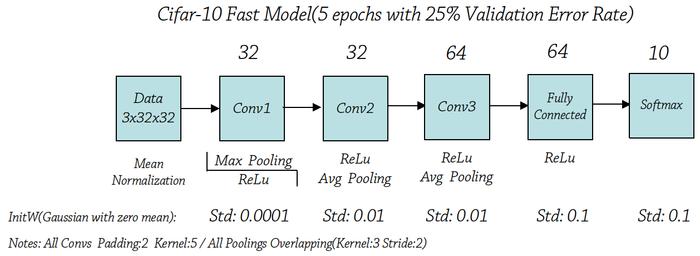 Cifar-10 Fast Model(5 epochs with 25% Validation Error Rate)
32 32 64 64 10
Data
3x32x32
Conv1
Conv2
Conv3
Fully
Connected
Softmax
Mean
Normalization
Max Pooling
ReLu
ReLu
Avg Pooling
ReLu
Avg Pooling
ReLu
InitW(Gaussian with zero mean): Std: 0.0001 Std: 0.01 Std: 0.01 Std: 0.1 Std: 0.1
Notes: All Convs Padding:2 Kernel:5 / All Poolings Overlapping(Kernel:3 Stride:2)